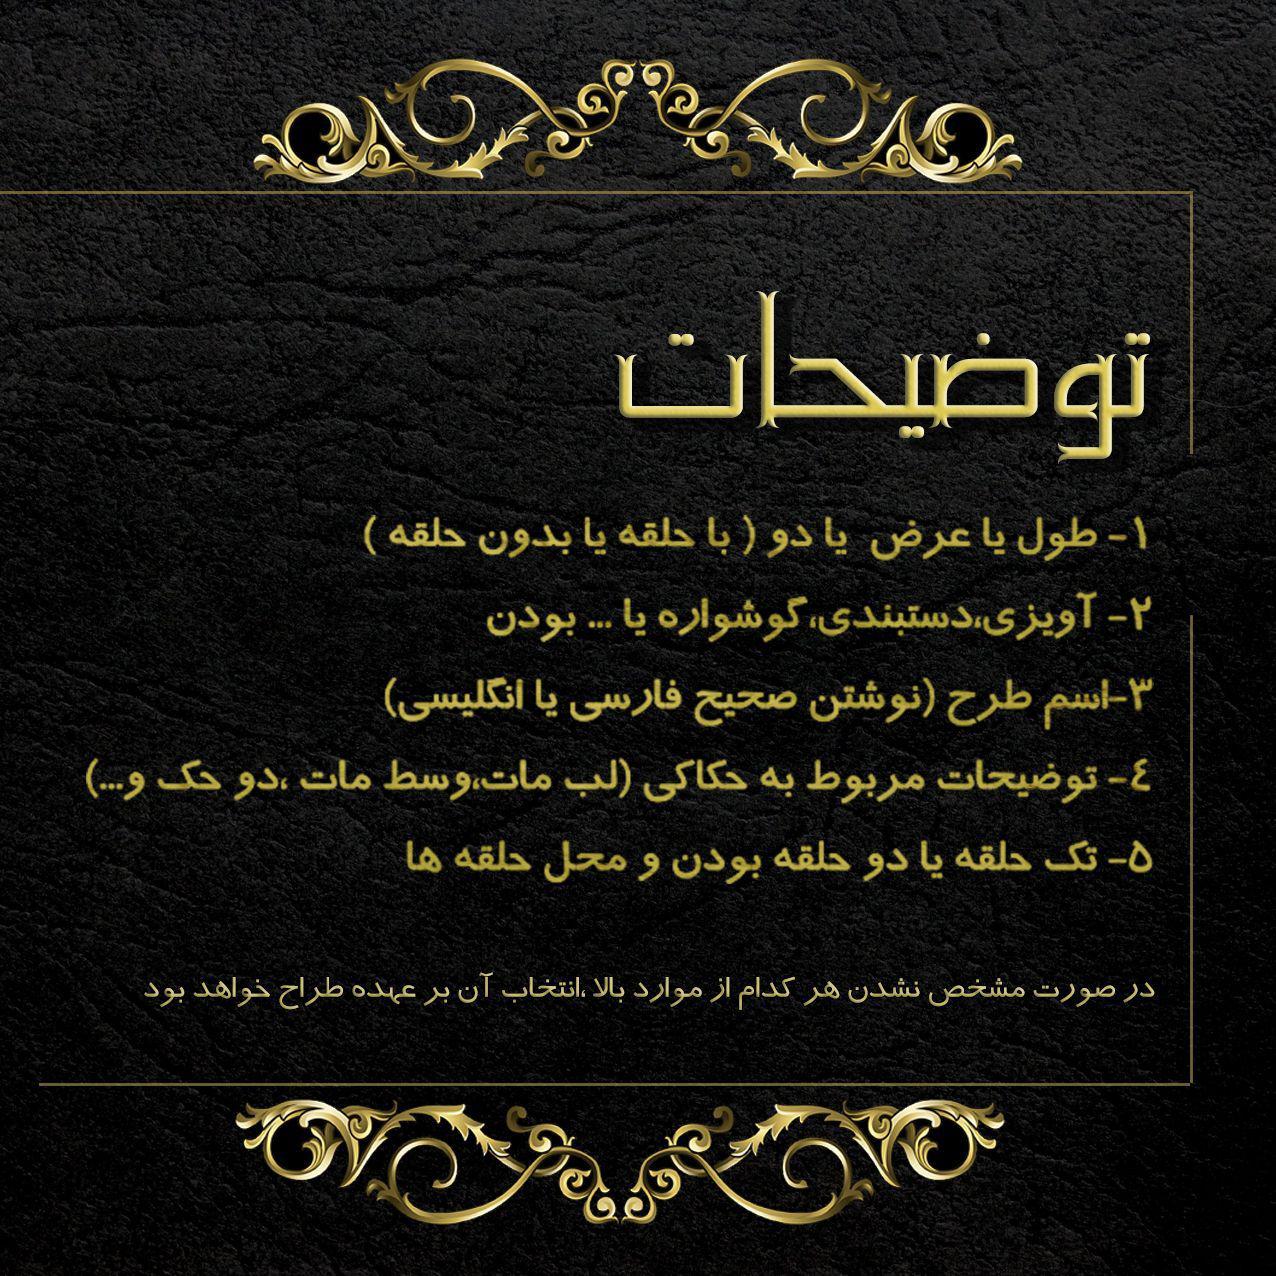 توضیحات
۱- طول یا عرض یا دو ( با حلقه یا بدون حلقه )
۲- آویزی،دستبندی،گوشواره یا ... بودن
۳-اسم طرح (نوشتن صحیح فارسی یا انگلیسی)
٤- توضیحات مربوط به حکاکی (لب مات،وسط مات ،دو حک و...)
۵- تک حلقه یا دو حلقه بودن و محل حلقه ها
در صورت مشخص نشدن هر کدام از موارد بالا ،انتخاب آن بر عهده طراح خواهد بود